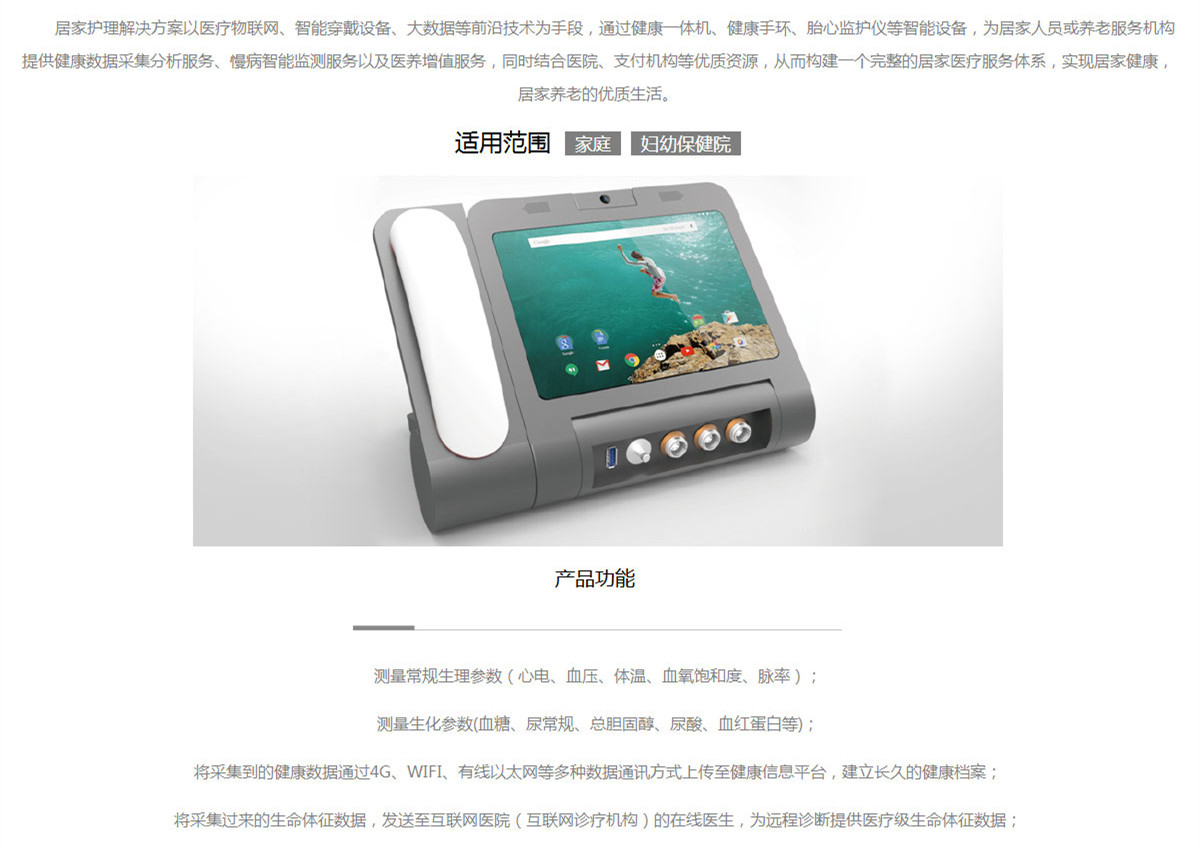 居家护理解决方案以医疗物联网、智能穿戴设备、大数据等前沿技术为手段，通过健康一体机、健康手环、胎心监护仪等智能设备，为居家人员或养老服务机构
提供健康数据采集分析服务、慢病智能监测服务以及医养增值服务，同时结合医院、支付机构等优质资源，从而构建一个完整的居家医疗服务体系，实现居家健康，
居家养老的优质生活。
适用范围 家庭 妇幼保健院
Google
产品功能
测量常规生理参数（心电、血压、体温、血氧饱和度、脉率）；
测量生化参数(血糖、尿常规、总胆固醇、尿酸、血红蛋白等)；
将采集到的健康数据通过4G、WIFI、有线以太网等多种数据通讯方式上传至健康信息平台，建立长久的健康档案；
将采集过来的生命体征数据，发送至互联网医院（互联网诊疗机构）的在线医生，为远程诊断提供医疗级生命体征数据；